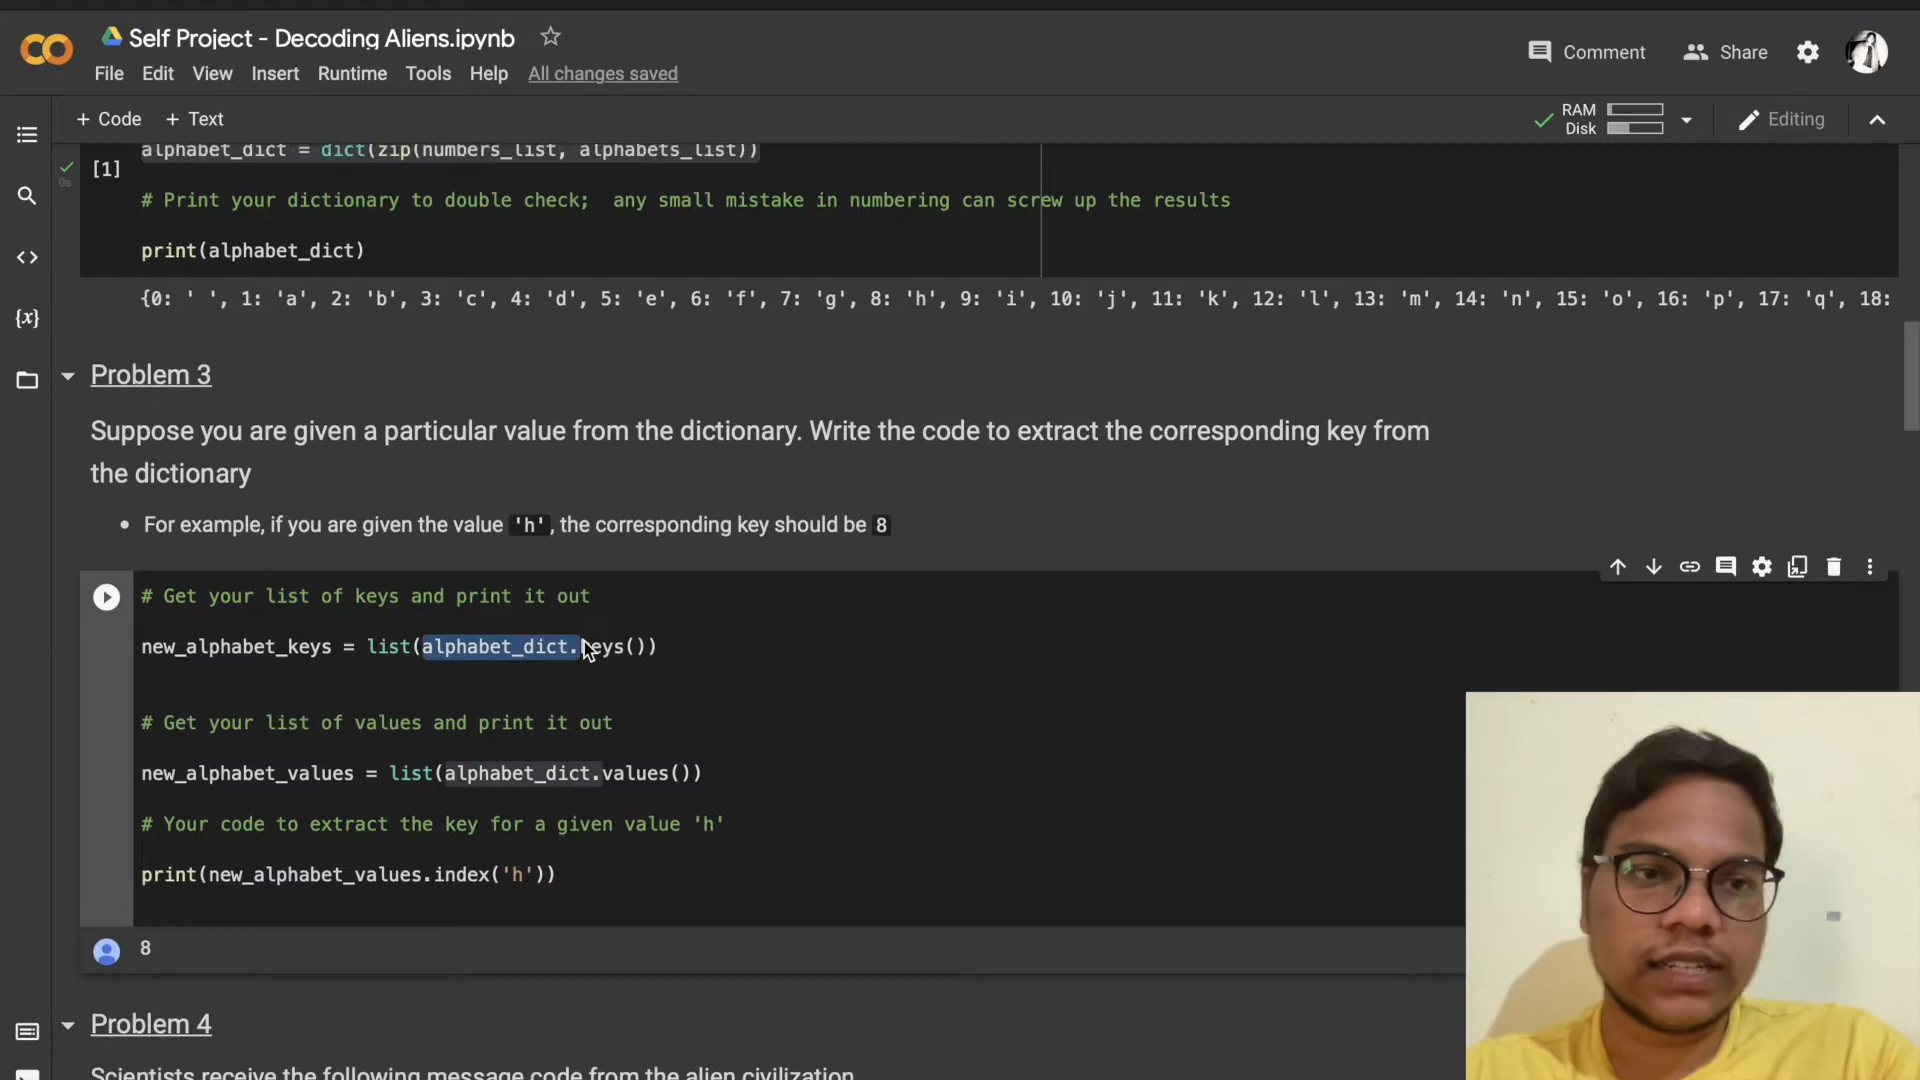 Self Project - Decoding Aliens.ipynb
Comment
Share
File Edit View Insert Runtime Tools Help All changes saved
+ Code + Text
RAM
Disk
Editing
alphabet_dict = dict(zip(numbers_list, alphabets_list))
[1]
0s
# Print your dictionary to double check;  any small mistake in numbering can screw up the results
print(alphabet_dict)
{0: ' ', 1: 'a', 2: 'b', 3: 'c', 4: 'd', 5: 'e', 6: 'f', 7: 'g', 8: 'h', 9: 'i', 10: 'j', 11: 'k', 12: 'l', 13: 'm', 14: 'n', 15: 'o', 16: 'p', 17: 'q', 18:
Problem 3
Suppose you are given a particular value from the dictionary. Write the code to extract the corresponding key from
the dictionary
• For example, if you are given the value 'h', the corresponding key should be 8
# Get your list of keys and print it out
new_alphabet_keys = list(alphabet_dict.keys())
# Get your list of values and print it out
new_alphabet_values = list(alphabet_dict.values())
# Your code to extract the key for a given value 'h'
print(new_alphabet_values.index('h'))
8
Problem 4
Scientists receive the following message code from the alien civilization